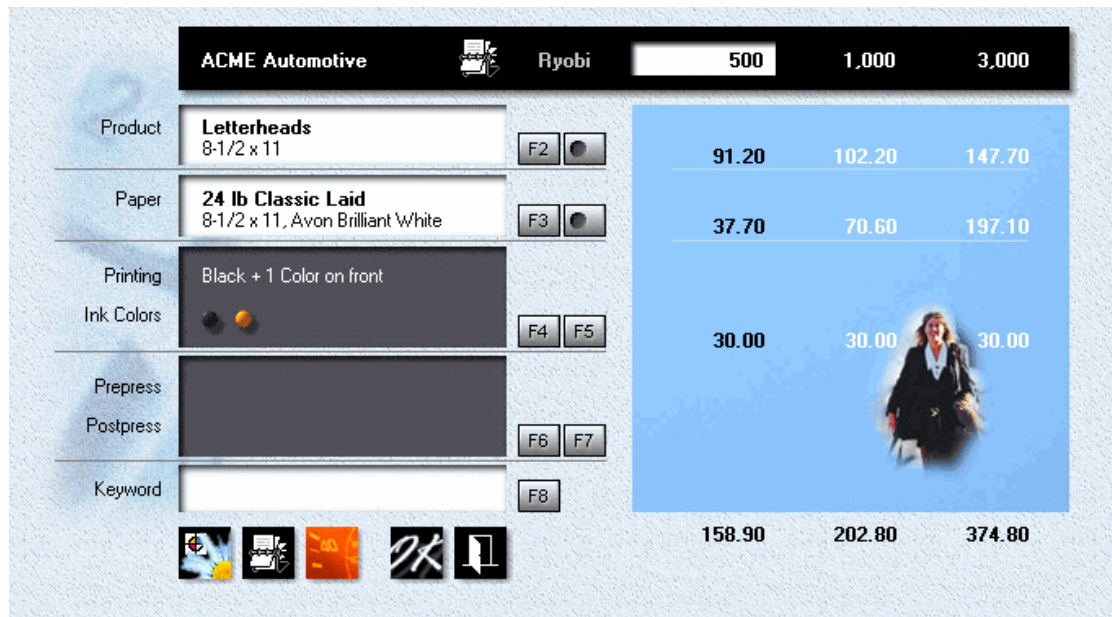 ACME Automotive Ryobi 500 1,000 3,000
Product Letterheads
8-1/2 x 11 F2 91.20 102.20 147.70
Paper 24 lb Classic Laid
8-1/2 x 11, Avon Brilliant White F3 37.70 70.60 197.10
Printing Black + 1 Color on front
Ink Colors F4 F5 30.00 30.00 30.00
Prepress
Postpress F6 F7
Keyword F8
OK 158.90 202.80 374.80